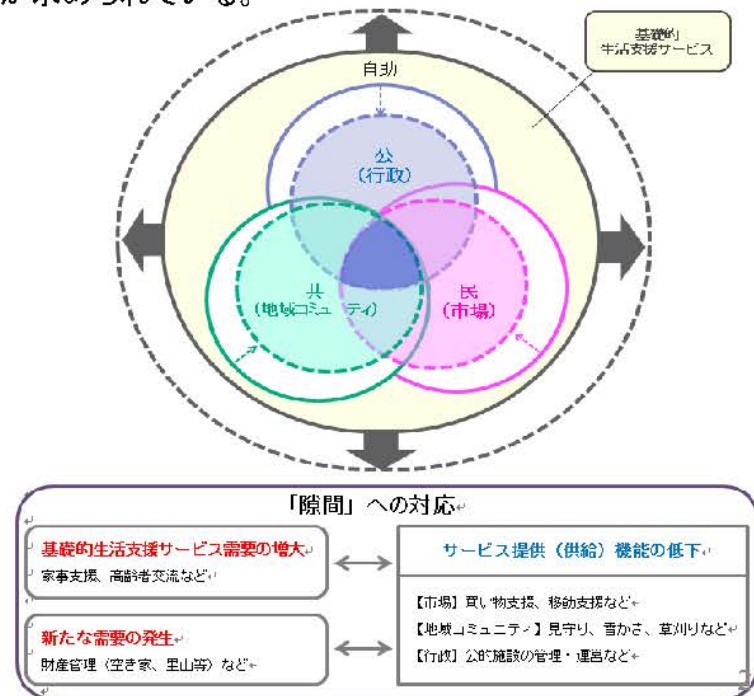 が求められている。
基礎的
生活支援サービス
自助
公
(行政)
共
(地域コミュニティ)
民
(市場)
「隙間」への対応
基礎的生活支援サービス需要の増大
家事支援、高齢者交流など
サービス提供（供給）機能の低下
【市場】買い物支援、移動支援など
【地域コミュニティ】見守り、雪かき、草刈りなど
【行政】公的施設の管理・運営など
新たな需要の発生
財産管理（空き家、里山等）など